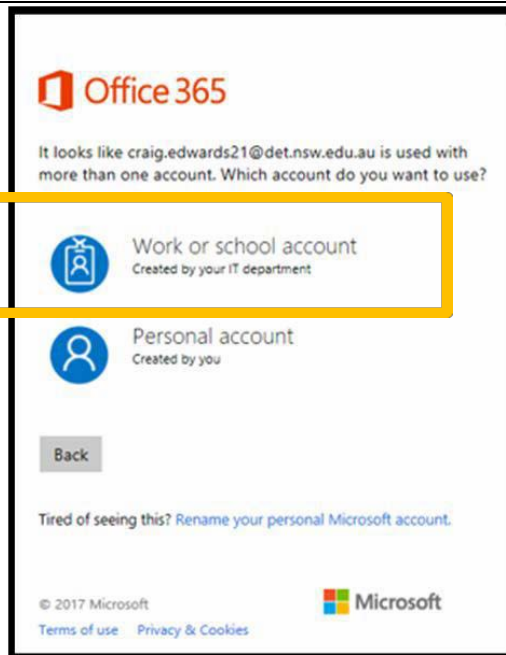 Office 365
It looks like craig.edwards21@det.nsw.edu.au is used with
more than one account. Which account do you want to use?
Work or school account
Created by your IT department
Personal account
Created by you
Back
Tired of seeing this? Rename your personal Microsoft account.
© 2017 Microsoft
Microsoft
Terms of use Privacy & Cookies